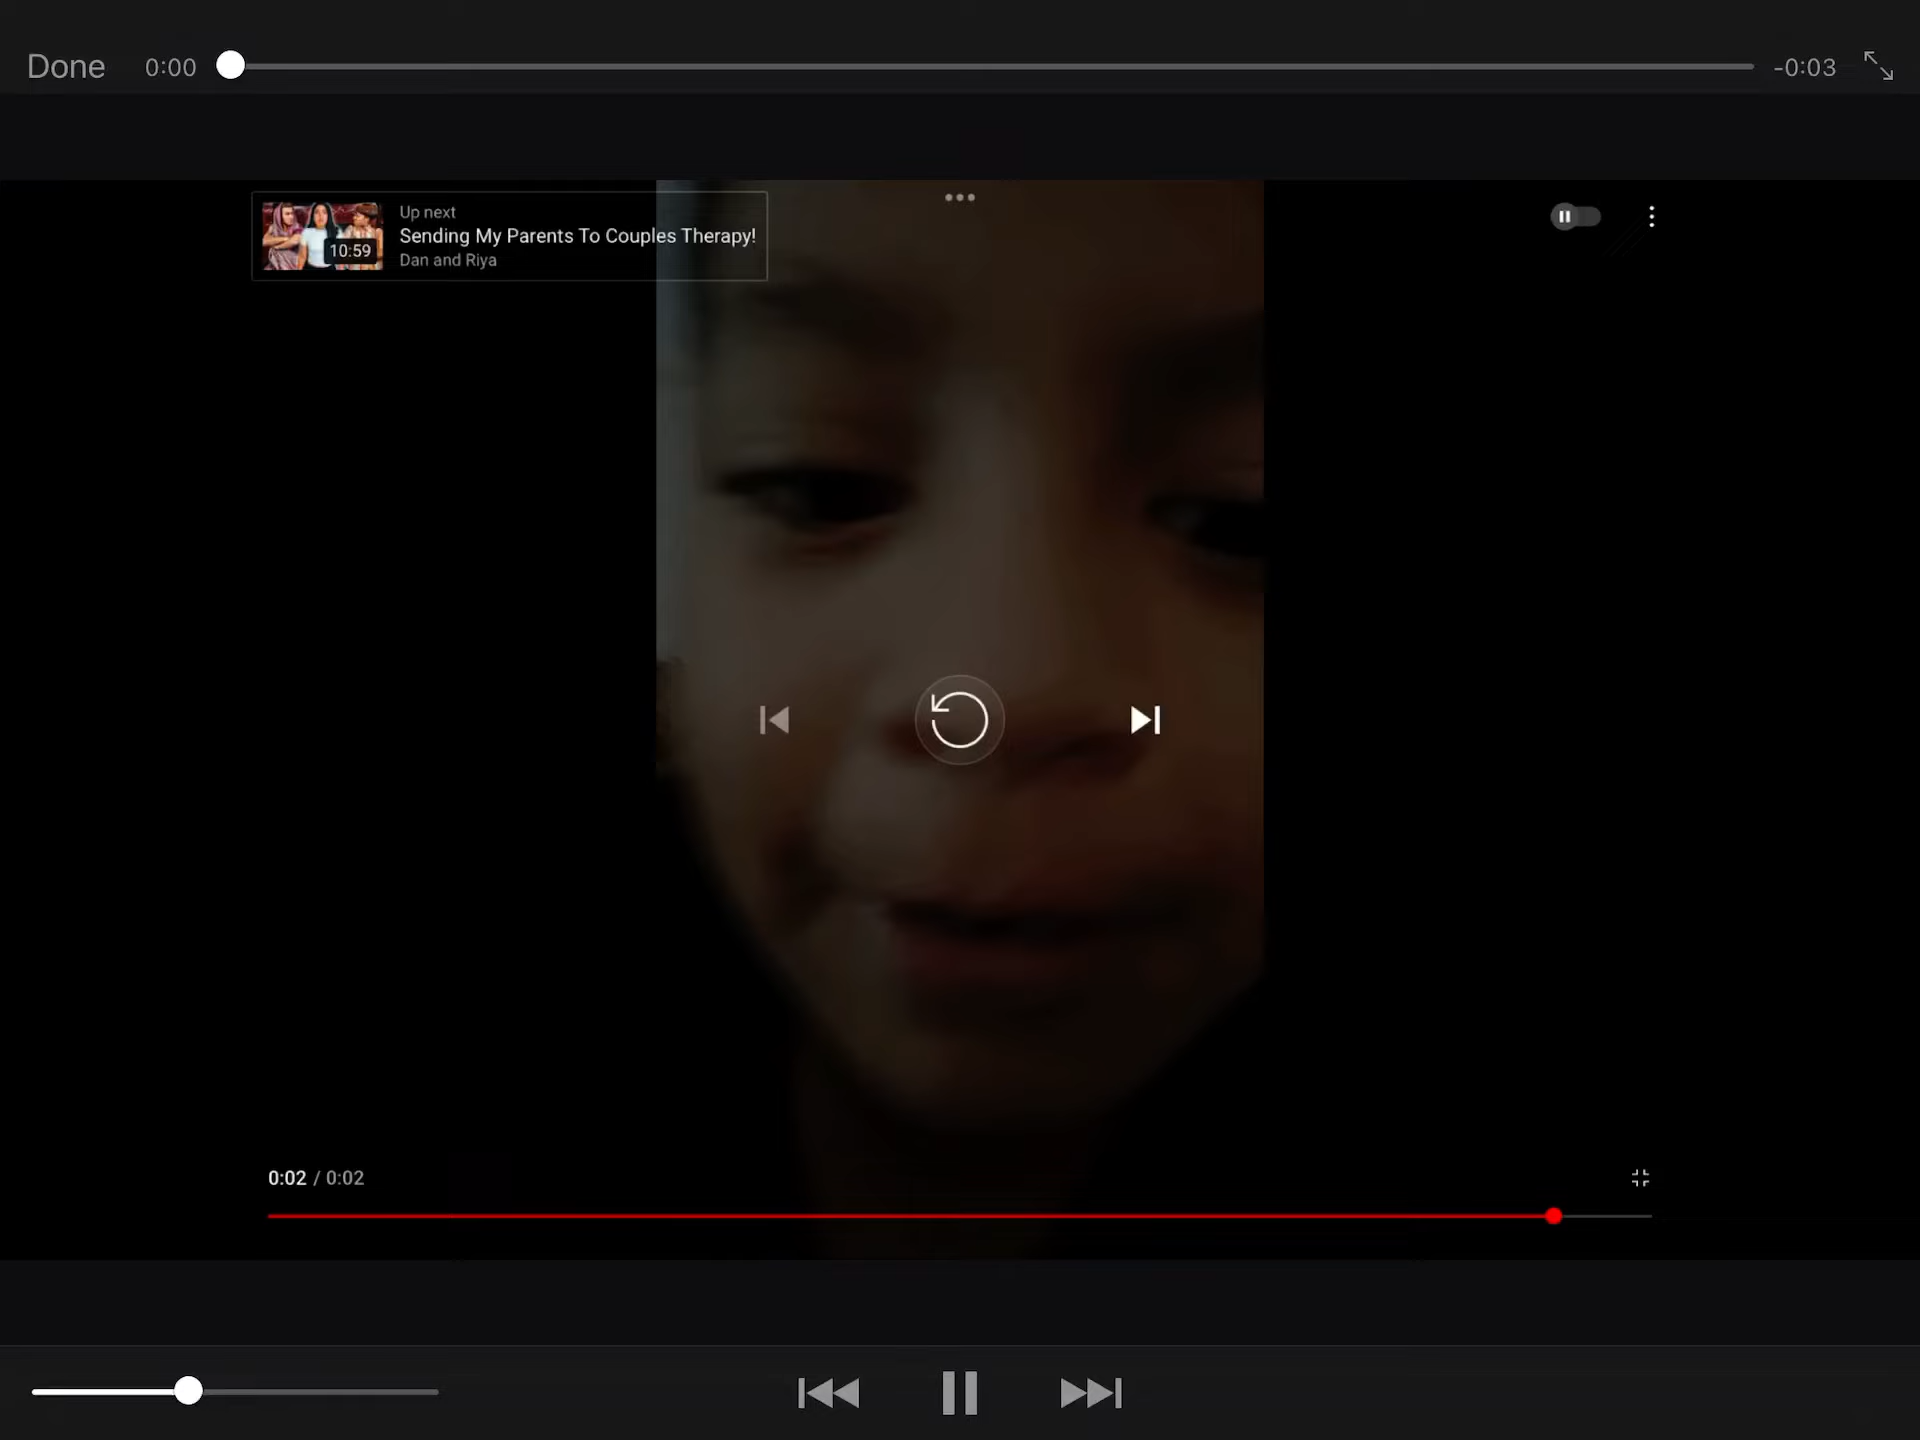 Done 0:00 -0:03
Up next
Sending My Parents To Couples Therapy!
10:59
Dan and Riya
0:02 / 0:02